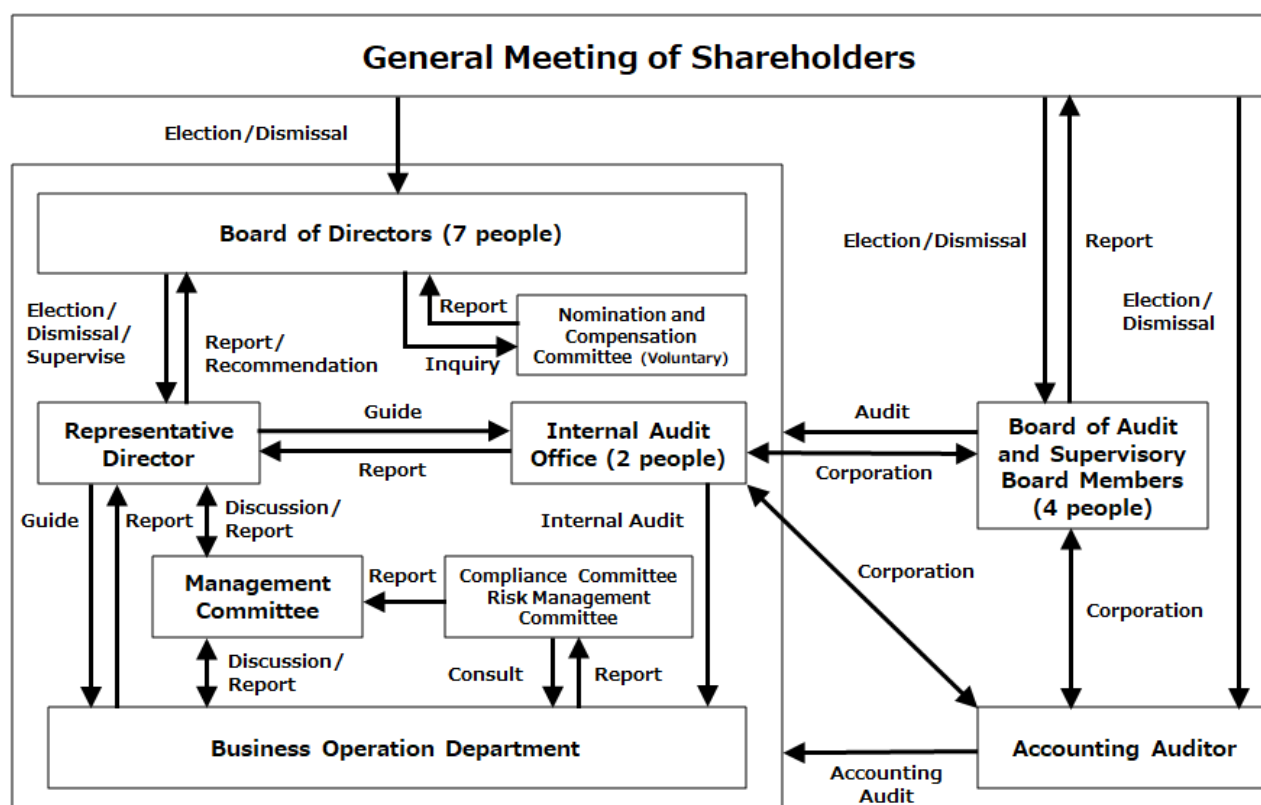 General Meeting of Shareholders
Election/Dismissal
Board of Directors (7 people)
Election/Dismissal
Report
Election/
Dismissal
Election/
Dismissal/
Supervise
Report/
Recommendation
Report
Inquiry
Nomination and
Compensation
Committee (Voluntary)
Representative
Director
Guide
Report
Internal Audit
Office (2 people)
Audit
Corporation
Board of Audit
and Supervisory
Board Members
(4 people)
Guide
Report
Discussion/
Report
Internal Audit
Management
Committee
Report
Compliance Committee
Risk Management
Committee
Corporation
Corporation
Discussion/
Report
Consult
Report
Business Operation Department
Accounting
Audit
Accounting Auditor